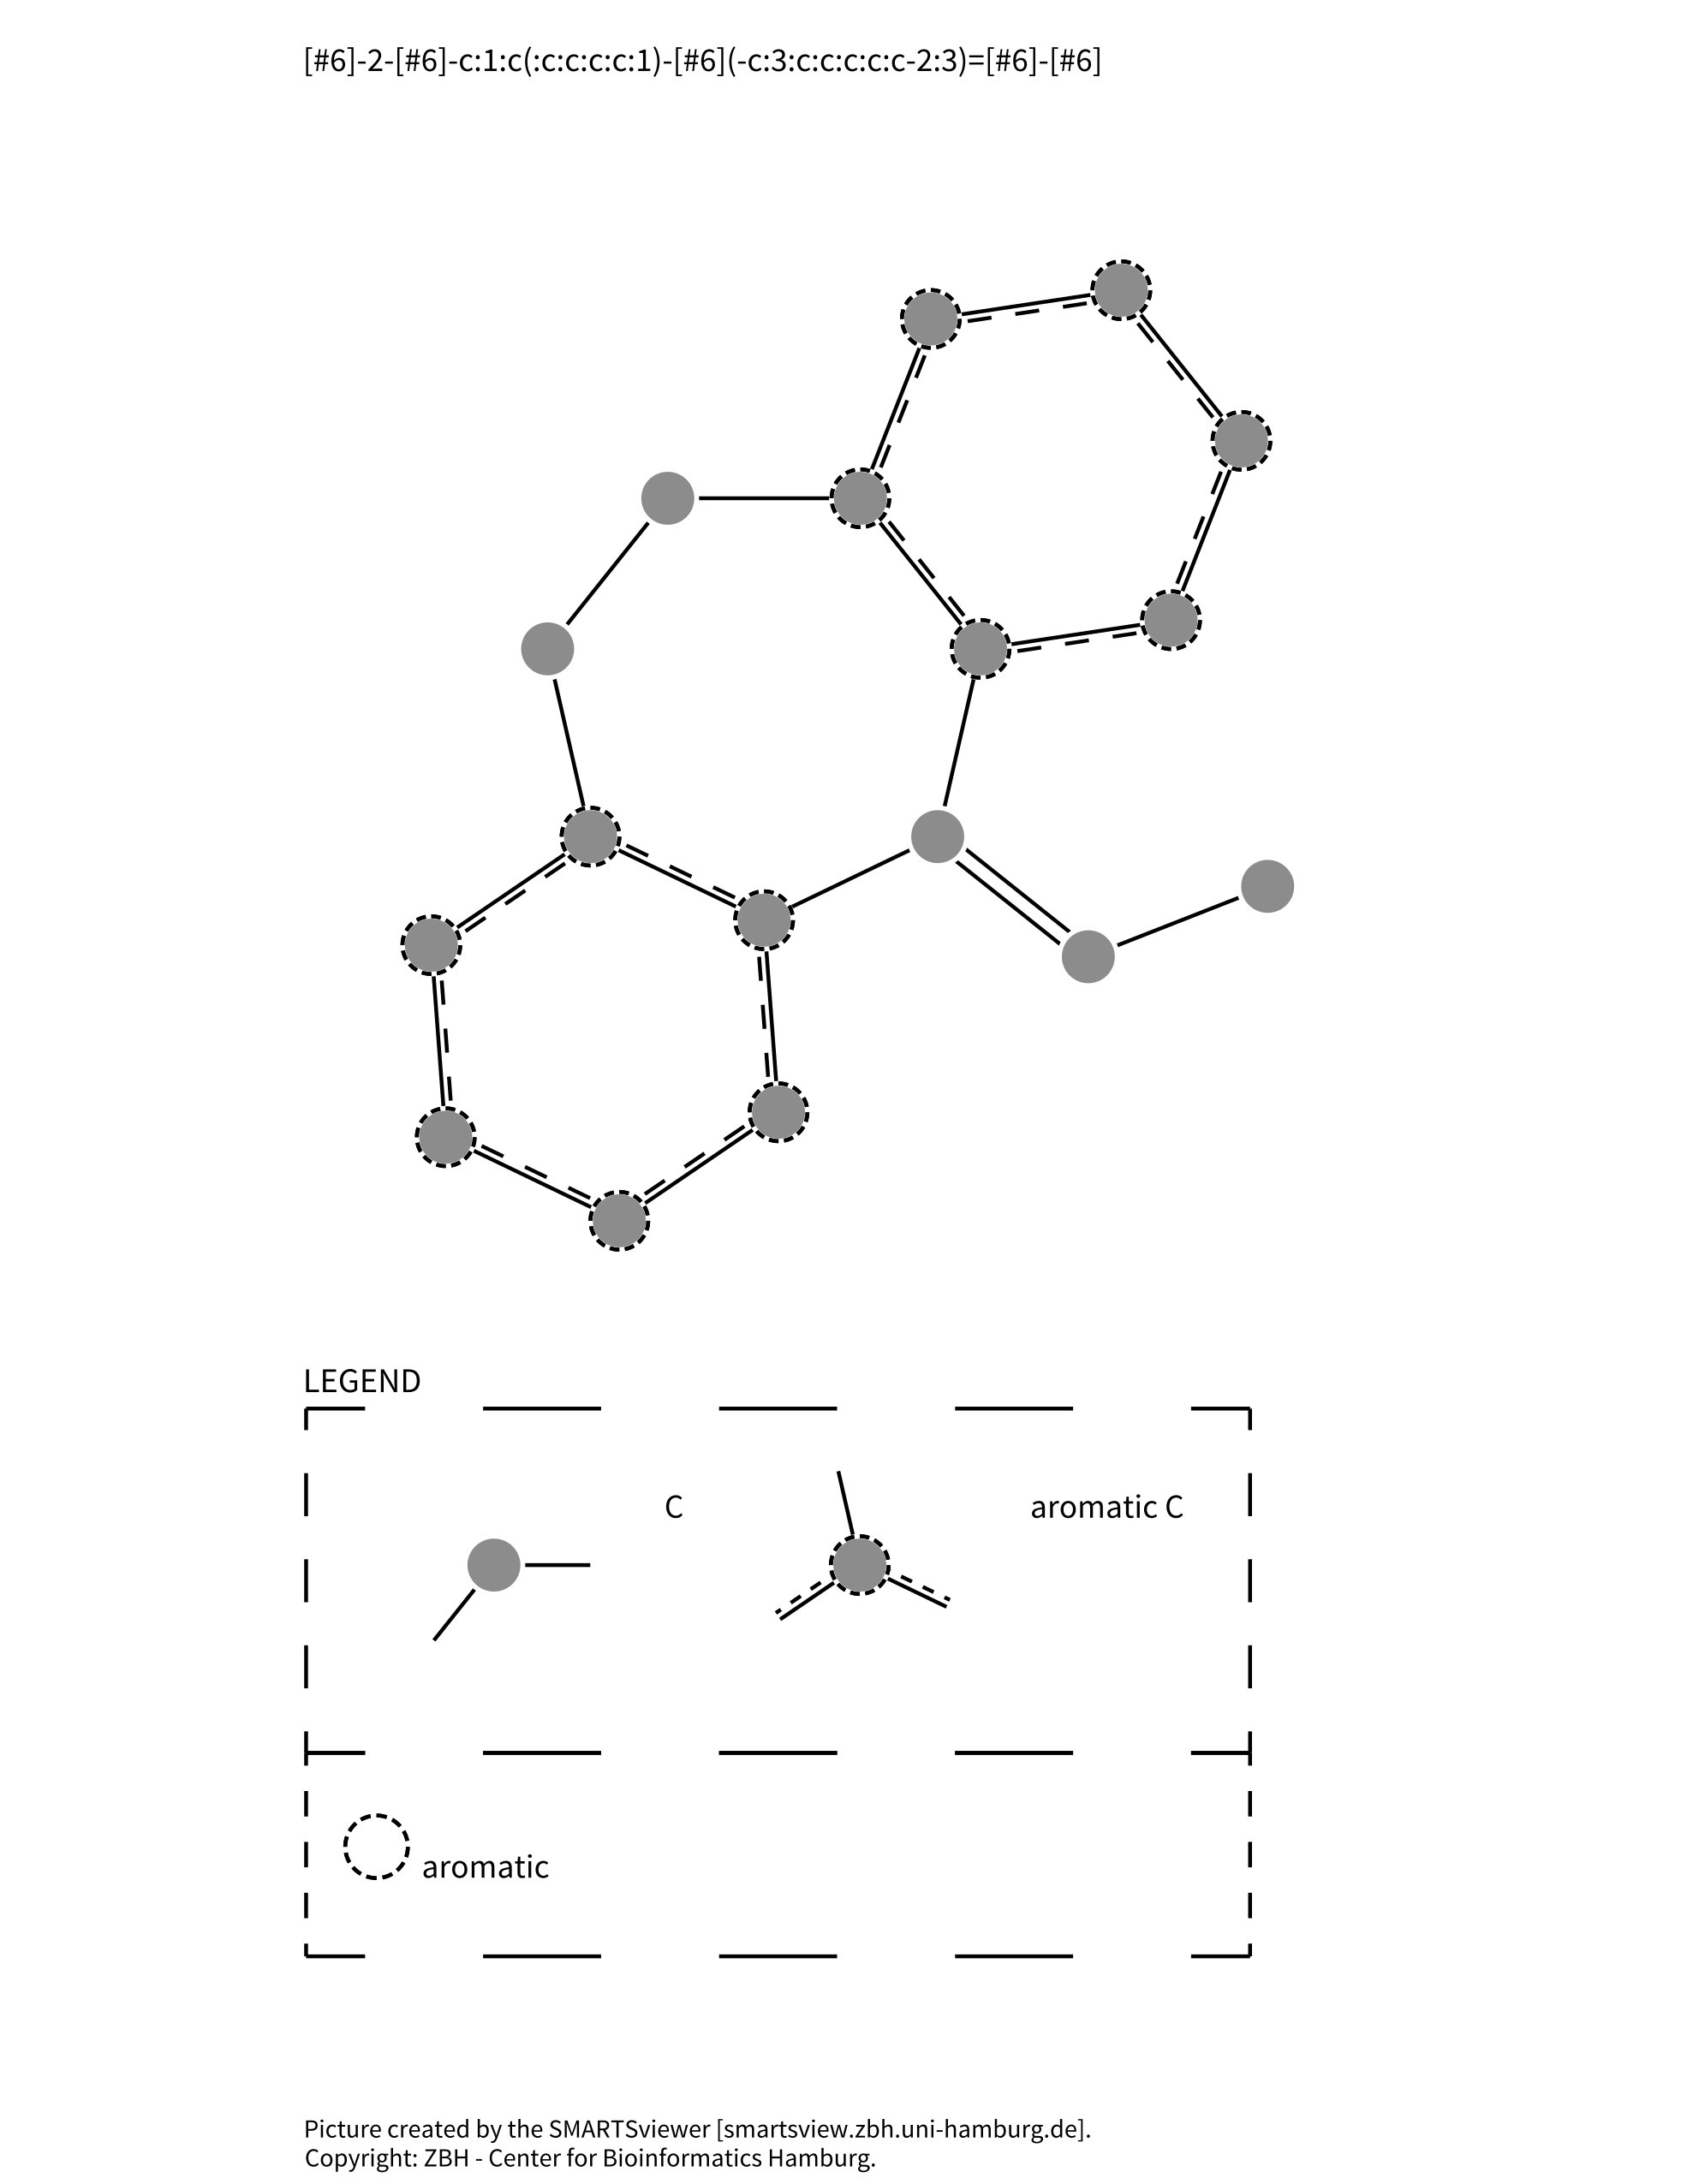 [#6]-2-[#6]-c:1:c(:c:c:c:c:1)-[#6](-c:3:c:c:c:c:c-2:3)=[#6]-[#6]
LEGEND
C
aromatic C
aromatic
Picture created by the SMARTSviewer [smartsview.zbh.uni-hamburg.de].
Copyright: ZBH - Center for Bioinformatics Hamburg.